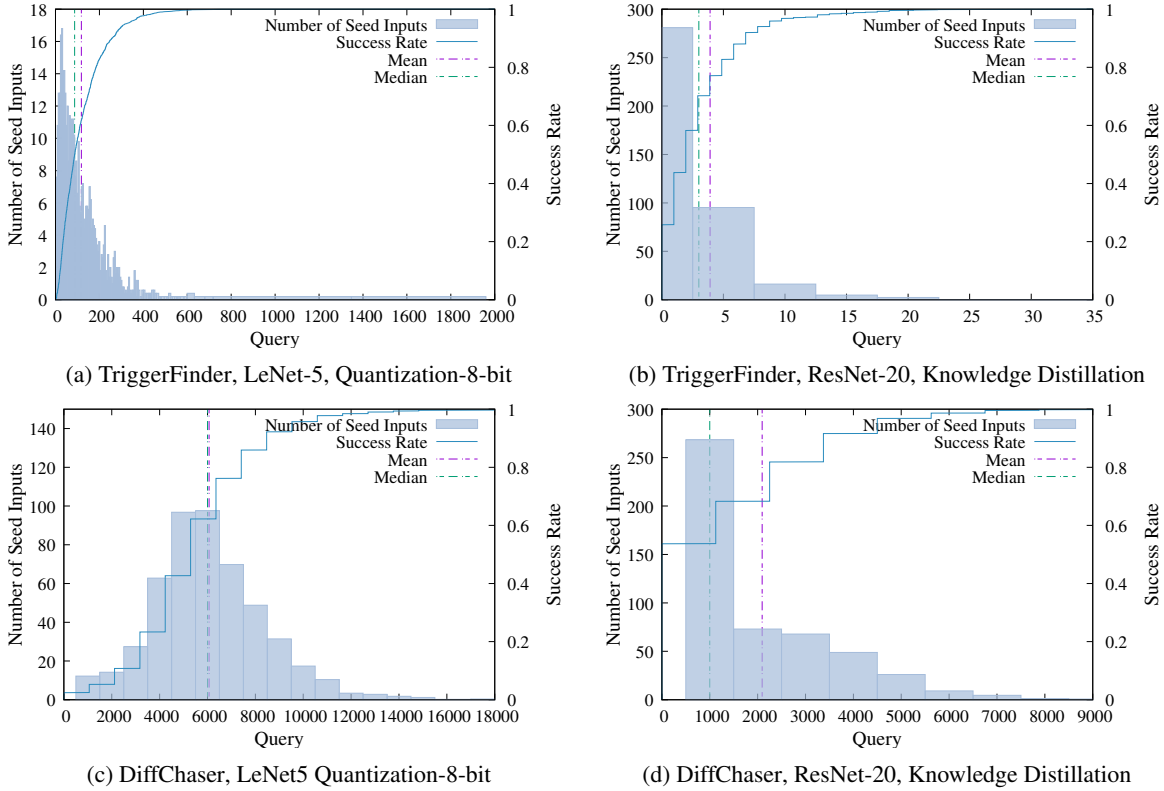 18
16
14
12
10
8
6
4
2
0
Number of Seed Inputs
0 200 400 600 800 1000 1200 1400 1600 1800 2000
Query
1
0.8
0.6
0.4
0.2
0
Success Rate
Number of Seed Inputs
Success Rate
Mean
Median
(a) TriggerFinder, LeNet-5, Quantization-8-bit
300
250
200
150
100
50
0
Number of Seed Inputs
0 5 10 15 20 25 30 35
Query
1
0.8
0.6
0.4
0.2
0
Success Rate
Number of Seed Inputs
Success Rate
Mean
Median
(b) TriggerFinder, ResNet-20, Knowledge Distillation
140
120
100
80
60
40
20
0
Number of Seed Inputs
0 2000 4000 6000 8000 10000 12000 14000 16000 18000
Query
1
0.8
0.6
0.4
0.2
0
Success Rate
Number of Seed Inputs
Success Rate
Mean
Median
(c) DiffChaser, LeNet5 Quantization-8-bit
300
250
200
150
100
50
0
Number of Seed Inputs
0 1000 2000 3000 4000 5000 6000 7000 8000 9000
Query
1
0.8
0.6
0.4
0.2
0
Success Rate
Number of Seed Inputs
Success Rate
Mean
Median
(d) DiffChaser, ResNet-20, Knowledge Distillation